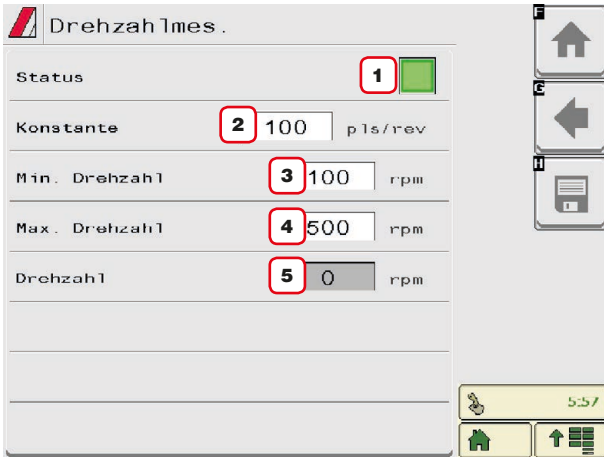 Drehzahlmes.
F
Status 1
G
Konstante 2 100 pls/rev
Min. Drehzahl 3 100 rpm
H
Max. Drehzahl 4 500 rpm
Drehzahl 5 0 rpm
5:57